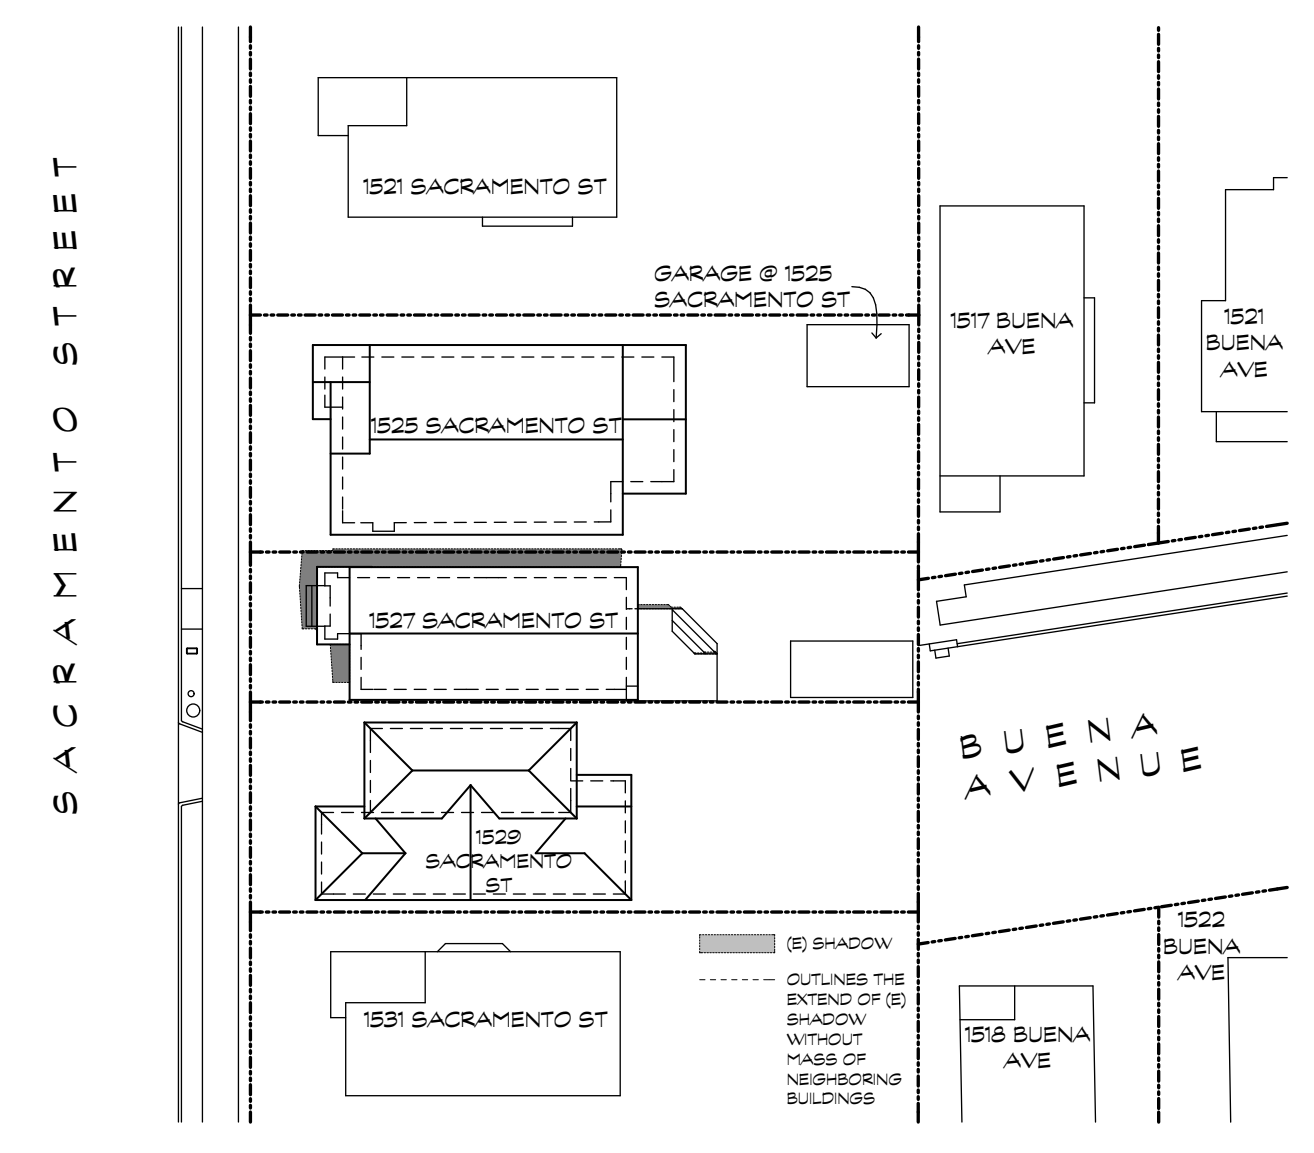 SACRAMENTO STREET
1521 SACRAMENTO ST
GARAGE @ 1525
SACRAMENTO ST
1517 BUENA
AVE
1521
BUENA
AVE
1525 SACRAMENTO ST
1527 SACRAMENTO ST
BUENA
AVENUE
1529
SACRAMENTO
ST
(E) SHADOW
OUTLINES THE
EXTEND OF (E)
SHADOW
WITHOUT
MASS OF
NEIGHBORING
BUILDINGS
1522
BUENA
AVE
1531 SACRAMENTO ST
1518 BUENA
AVE